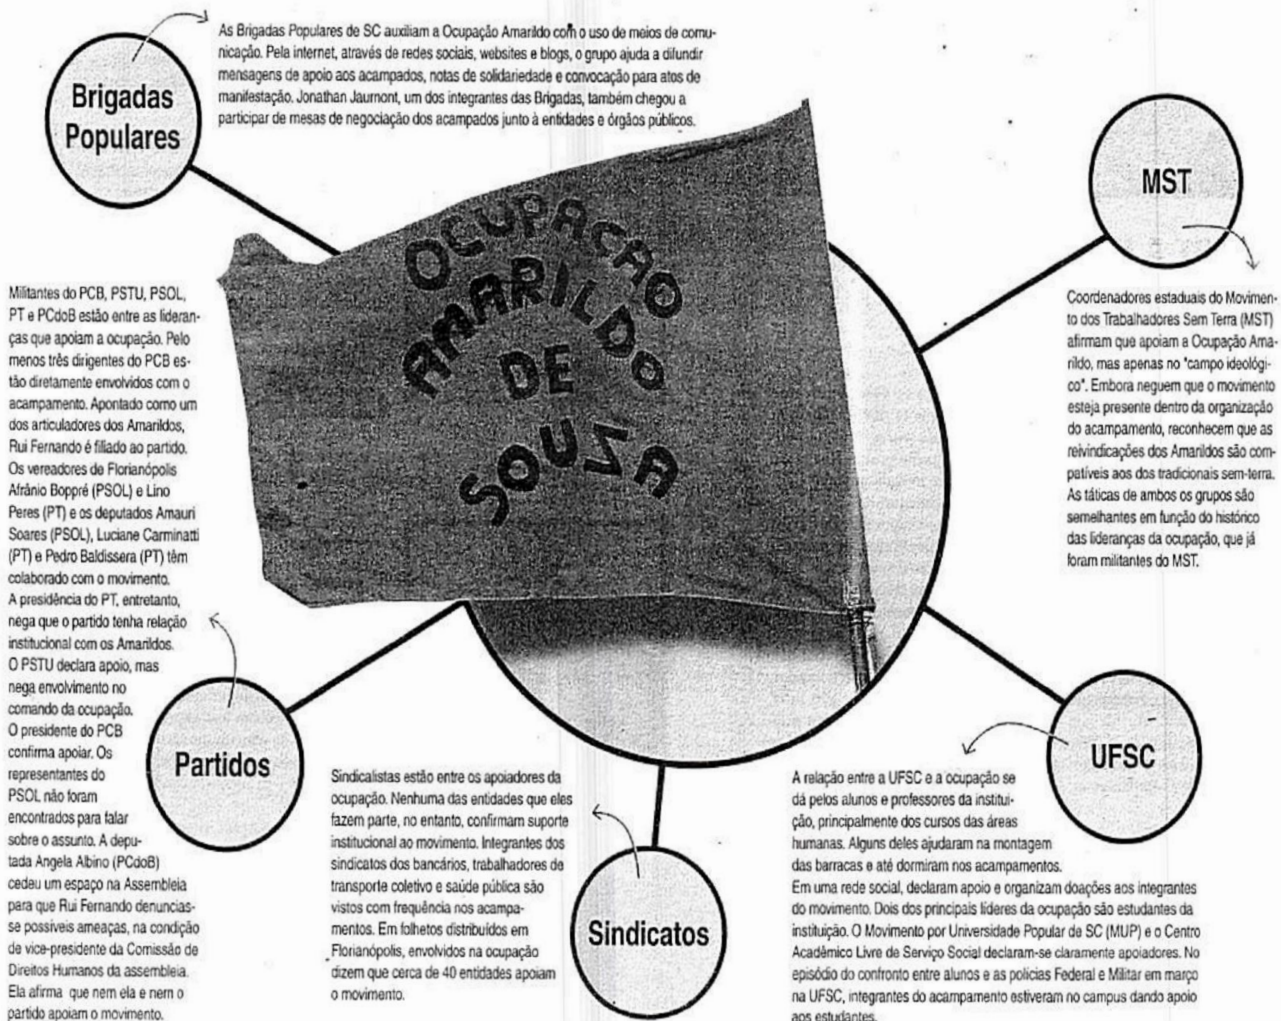 As Brigadas Populares de SC auxiliam a Ocupação Amarildo com o uso de meios de comu-
nicação. Pela internet, através de redes sociais, websites e blogs, o grupo ajuda a difundir
mensagens de apoio aos acampados, notas de solidariedade e convocação para atos de
manifestação. Jonathan Jaumont, um dos integrantes das Brigadas, também chegou a
participar de mesas de negociação dos acampados junto à entidades e órgãos públicos.
Brigadas
Populares
OCUPAÇÃO
AMARILDO
DE
SOUZA
MST
Coordenadores estaduais do Movimen-
to dos Trabalhadores Sem Terra (MST)
afirmam que apoiam a Ocupação Ama-
rildo, mas apenas no "campo ideológi-
co". Embora neguem que o movimento
esteja presente dentro da organização
do acampamento, reconhecem que as
reivindicações dos Amarildos são com-
patíveis aos dos tradicionais sem-terra.
As táticas de ambos os grupos são
semelhantes em função do histórico
das lideranças da ocupação, que já
foram militantes do MST.
Militantes do PCB, PSTU, PSOL,
PT e PCdoB estão entre as lideran-
ças que apoiam a ocupação. Pelo
menos três dirigentes do PCB es-
tão diretamente envolvidos com o
acampamento. Apontado como um
dos articuladores dos Amarildos,
Rui Fernando é filiado ao partido.
Os vereadores de Florianópolis
Afrânio Boppré (PSOL) e Lino
Peres (PT) e os deputados Amauri
Soares (PSOL), Luciane Carminatti
(PT) e Pedro Baldissera (PT) têm
colaborado com o movimento.
A presidência do PT, entretanto,
nega que o partido tenha relação
institucional com os Amarildos.
O PSTU declara apoio, mas
nega envolvimento no
comando da ocupação.
O presidente do PCB
confirma apoiar. Os
representantes do
PSOL não foram
encontrados para falar
sobre o assunto. A depu-
tada Angela Albino (PCdoB)
cedeu um espaço na Assembleia
para que Rui Fernando denuncias-
se possíveis ameaças, na condição
de vice-presidente da Comissão de
Direitos Humanos da assembleia.
Ela afirma que nem ela e nem o
partido apoiam o movimento.
Partidos
Sindicalistas estão entre os apoiadores da
ocupação. Nenhuma das entidades que eles
fazem parte, no entanto, confirmam suporte
institucional ao movimento. Integrantes dos
sindicatos dos bancários, trabalhadores de
transporte coletivo e saúde pública são
vistos com frequência nos acampa-
mentos. Em folhetos distribuídos em
Florianópolis, envolvidos na ocupação
dizem que cerca de 40 entidades apoiam
o movimento.
Sindicatos
UFSC
A relação entre a UFSC e a ocupação se
dá pelos alunos e professores da institui-
ção, principalmente dos cursos das áreas
humanas. Alguns deles ajudaram na montagem
das barracas e até dormiram nos acampamentos.
Em uma rede social, declaram apoio e organizam doações aos integrantes
do movimento. Dois dos principais líderes da ocupação são estudantes da
instituição. O Movimento por Universidade Popular de SC (MUP) e o Centro
Acadêmico Livre de Serviço Social declaram-se claramente apoiadores. No
episódio do confronto entre alunos e as polícias Federal e Militar em março
na UFSC, integrantes do acampamento estiveram no campus dando apoio
aos estudantes.